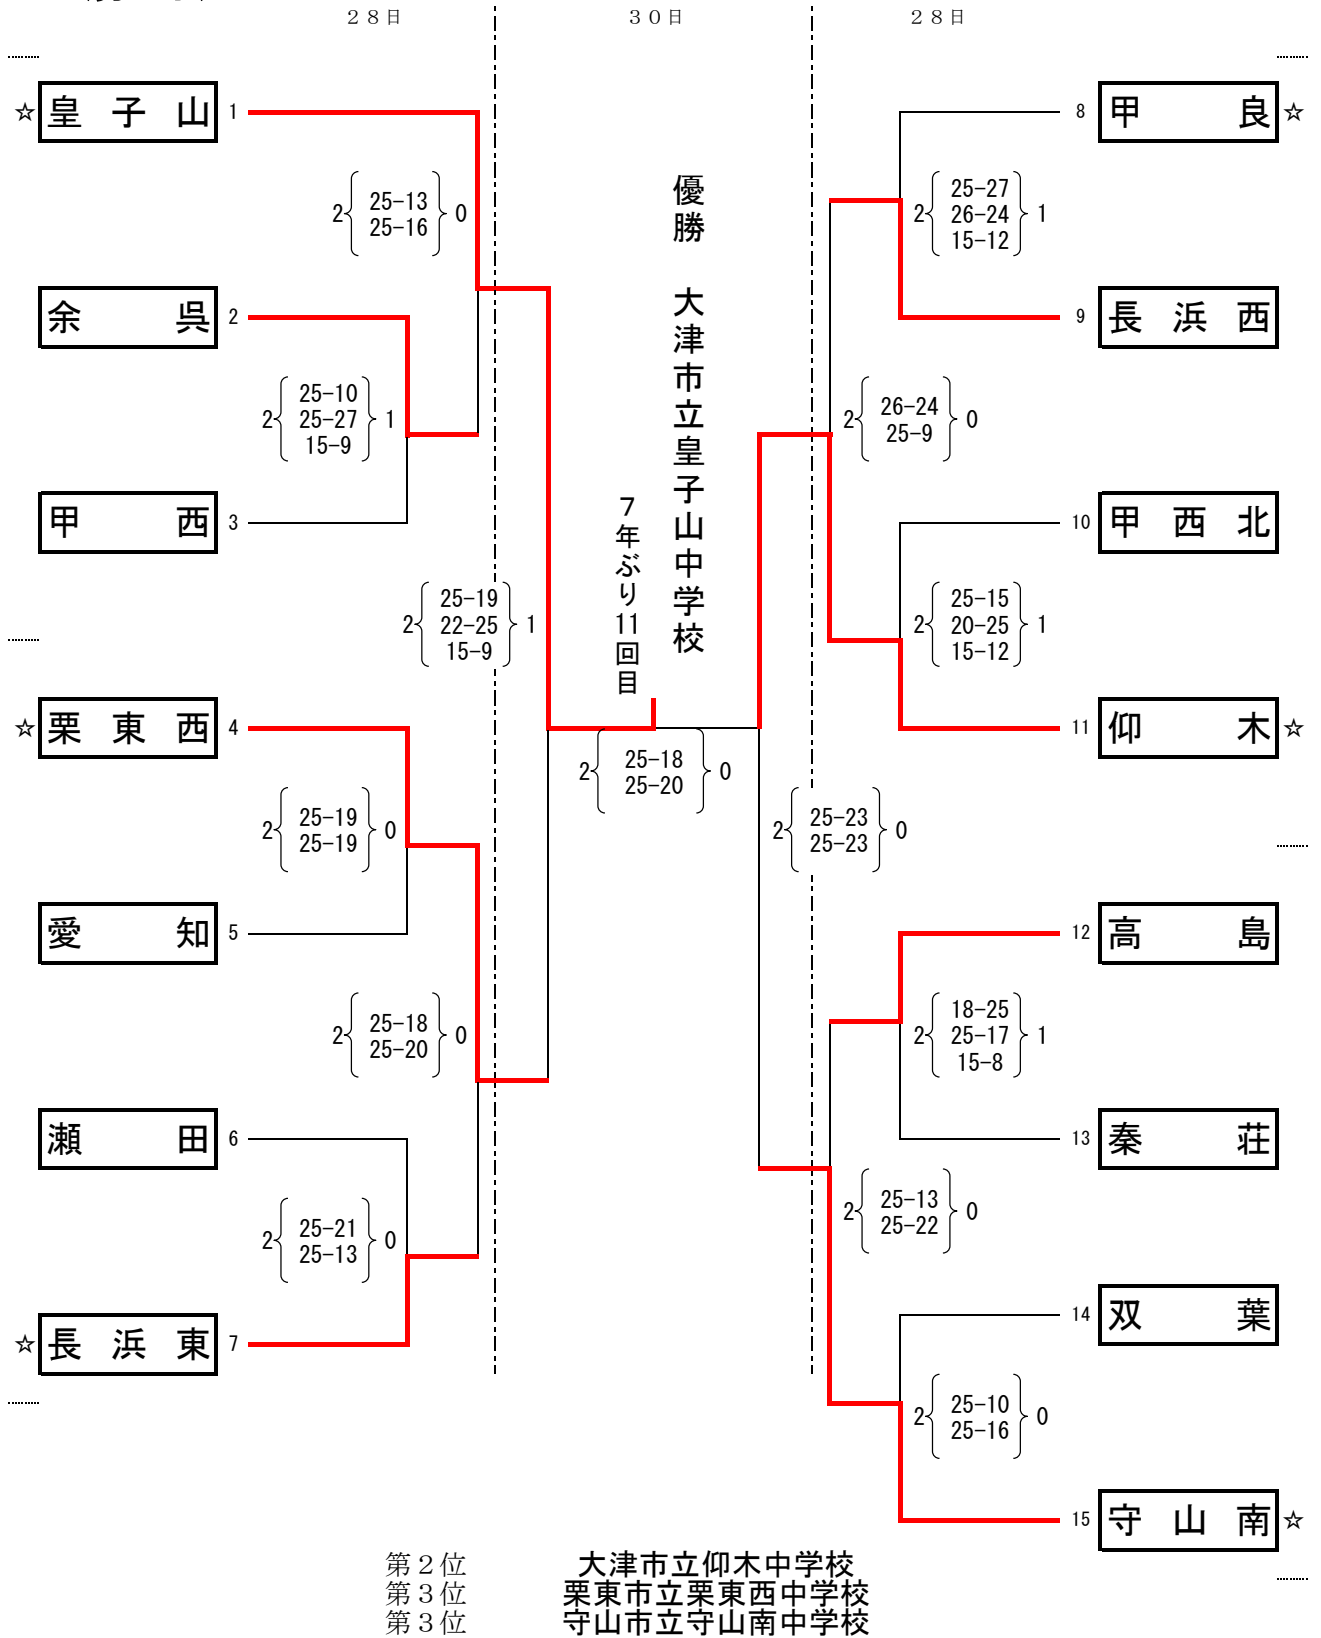 ２８日
３０日
２８日
☆ 皇子山 1
8 甲良 ☆
2 25-13 0
25-16
2 25-27 1
26-24
15-12
余呉 2
9 長浜西
2 25-10 1
25-27
15-9
2 26-24 0
25-9
甲西 3
10 甲西北
優勝　大津市立皇子山中学校
７年ぶり11回目
2 25-19 1
22-25
15-9
2 25-15 1
20-25
15-12
☆ 栗東西 4
11 仰木 ☆
2 25-18 0
25-20
2 25-19 0
25-19
2 25-23 0
25-23
愛知 5
12 高島
2 25-18 0
25-20
2 18-25 1
25-17
15-8
瀬田 6
13 秦荘
2 25-21 0
25-13
2 25-13 0
25-22
☆ 長浜東 7
14 双葉
2 25-10 0
25-16
15 守山南 ☆
第２位　大津市立仰木中学校
第３位　栗東市立栗東西中学校
第３位　守山市立守山南中学校